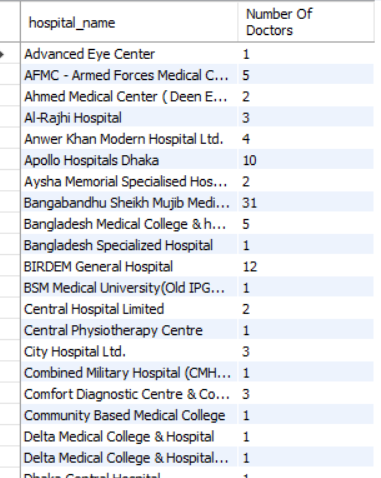 hospital_name Number Of Doctors
Advanced Eye Center 1
AFMC - Armed Forces Medical C... 5
Ahmed Medical Center ( Deen E... 2
Al-Rajhi Hospital 3
Anwer Khan Modern Hospital Ltd. 4
Apollo Hospitals Dhaka 10
Aysha Memorial Specialised Hos... 2
Bangabandhu Sheikh Mujib Medi... 31
Bangladesh Medical College & h... 5
Bangladesh Specialized Hospital 1
BIRDEM General Hospital 12
BSM Medical University(Old IPG... 1
Central Hospital Limited 2
Central Physiotherapy Centre 1
City Hospital Ltd. 3
Combined Military Hospital (CMH... 1
Comfort Diagnostic Centre & Co... 3
Community Based Medical College 1
Delta Medical College & Hospital 1
Delta Medical College & Hospital... 1
Dhaka Central Hospital 1